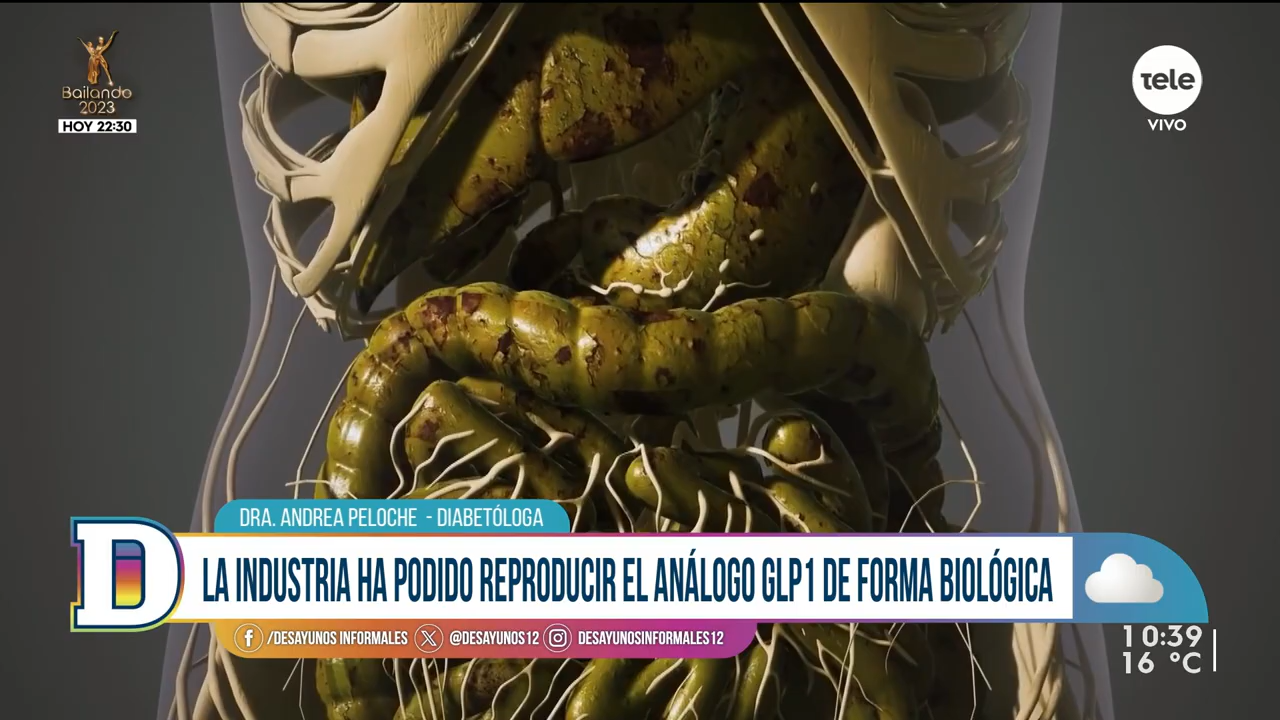 Bailando
2023
HOY 22:30
tele
VIVO
DRA. ANDREA PELOCHE - DIABETÓLOGA
D
LA INDUSTRIA HA PODIDO REPRODUCIR EL ANÁLOGO GLP1 DE FORMA BIOLÓGICA
/DESAYUNOS INFORMALES @DESAYUNOS12 DESAYUNOSINFORMALES12
10:39
16 °C